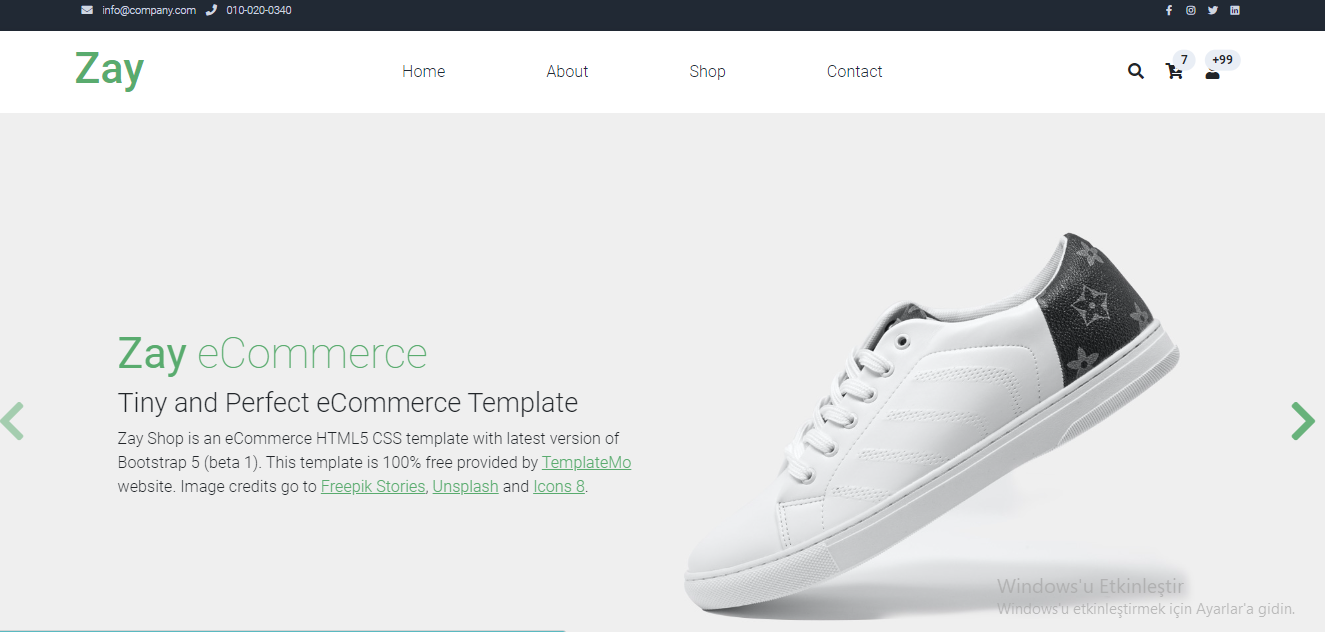 info@company.com 010-020-0340
Zay
Home About Shop Contact
7 +99
Zay eCommerce
Tiny and Perfect eCommerce Template
Zay Shop is an eCommerce HTML5 CSS template with latest version of
Bootstrap 5 (beta 1). This template is 100% free provided by TemplateMo
website. Image credits go to Freepik Stories, Unsplash and Icons 8.
Windows'u Etkinleştir
Windows'u etkinleştirmek için Ayarlar'a gidin.